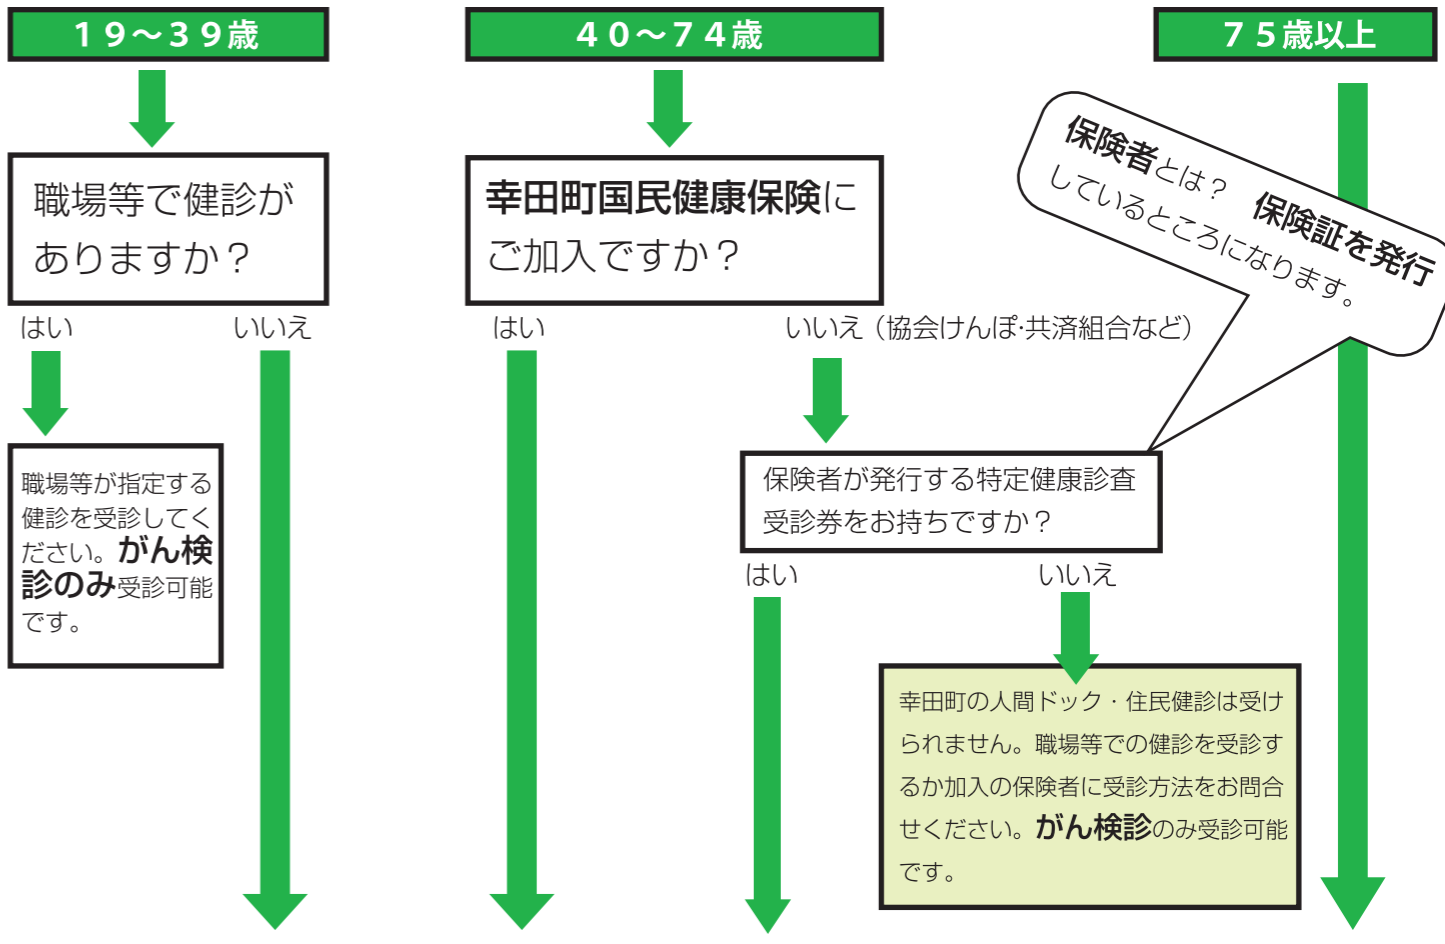 19〜39歳
40〜74歳
75歳以上
職場等で健診が
ありますか？
幸田町国民健康保険に
ご加入ですか？
保険者とは？　保険証を発行
しているところになります。
はい
いいえ
はい
いいえ（協会けんぽ・共済組合など）
職場等が指定する
健診を受診してく
ださい。がん検
診のみ受診可能
です。
保険者が発行する特定健康診査
受診券をお持ちですか？
はい
いいえ
幸田町の人間ドック・住民健診は受け
られません。職場等での健診を受診す
るか加入の保険者に受診方法をお問合
せください。がん検診のみ受診可能
です。